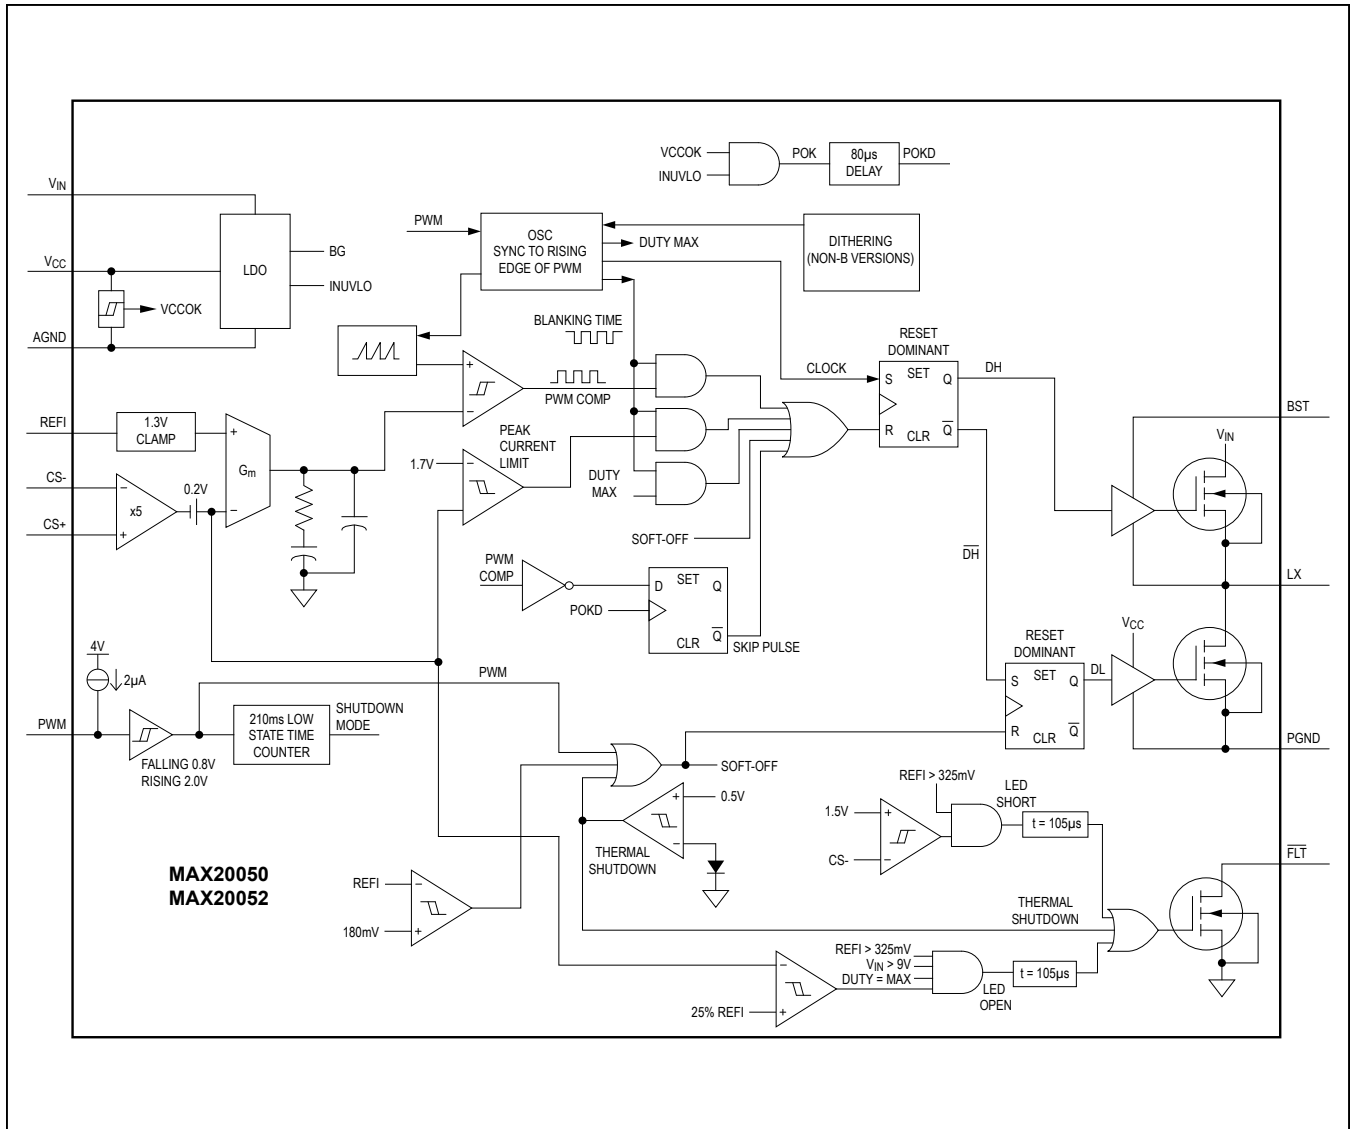 VCCOK
INUVLO
POK
80µs
DELAY
POKD
VIN
LDO
BG
INUVLO
VCC
VCCOK
AGND
PWM
OSC
SYNC TO RISING
EDGE OF PWM
DUTY MAX
DITHERING
(NON-B VERSIONS)
BLANKING TIME
PWM COMP
CLOCK
RESET
DOMINANT
S SET Q
R CLR Q
DH
DH
REFI
1.3V
CLAMP
+
Gm
-
CS-
CS+
-
x5
+
0.2V
+
-
PEAK
CURRENT
LIMIT
1.7V
-
+
DUTY
MAX
SOFT-OFF
PWM
COMP
POKD
D SET Q
CLR Q
SKIP PULSE
BST
VIN
LX
VCC
PGND
RESET
DOMINANT
S SET Q
R CLR Q
DL
4V
2µA
PWM
FALLING 0.8V
RISING 2.0V
210ms LOW
STATE TIME
COUNTER
SHUTDOWN
MODE
PWM
SOFT-OFF
+
0.5V
-
THERMAL
SHUTDOWN
REFI
-
180mV
+
MAX20050
MAX20052
REFI > 325mV
LED
SHORT
1.5V
+
CS-
-
t = 105µs
THERMAL
SHUTDOWN
FLT
REFI > 325mV
VIN > 9V
DUTY = MAX
-
25% REFI
+
LED
OPEN
t = 105µs